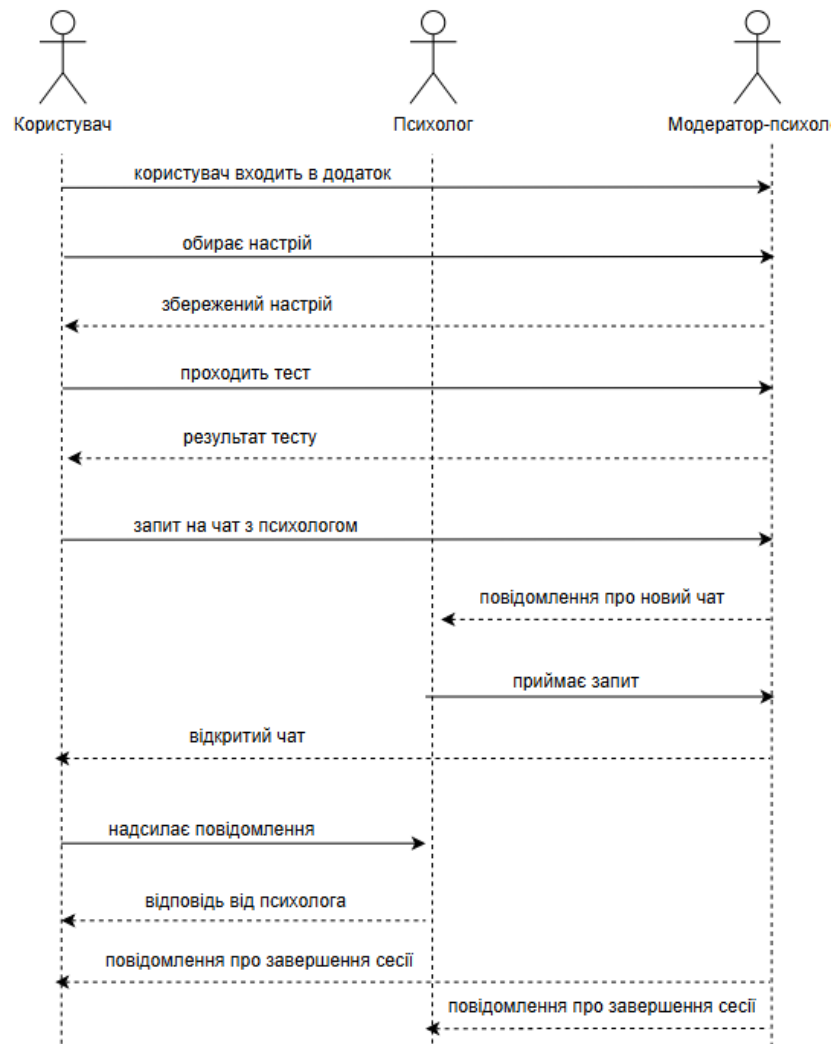 Користувач
Психолог
Модератор-психоло
користувач входить в додаток
обирає настрій
збережений настрій
проходить тест
результат тесту
запит на чат з психологом
повідомлення про новий чат
приймає запит
відкритий чат
надсилає повідомлення
відповідь від психолога
повідомлення про завершення сесії
повідомлення про завершення сесії